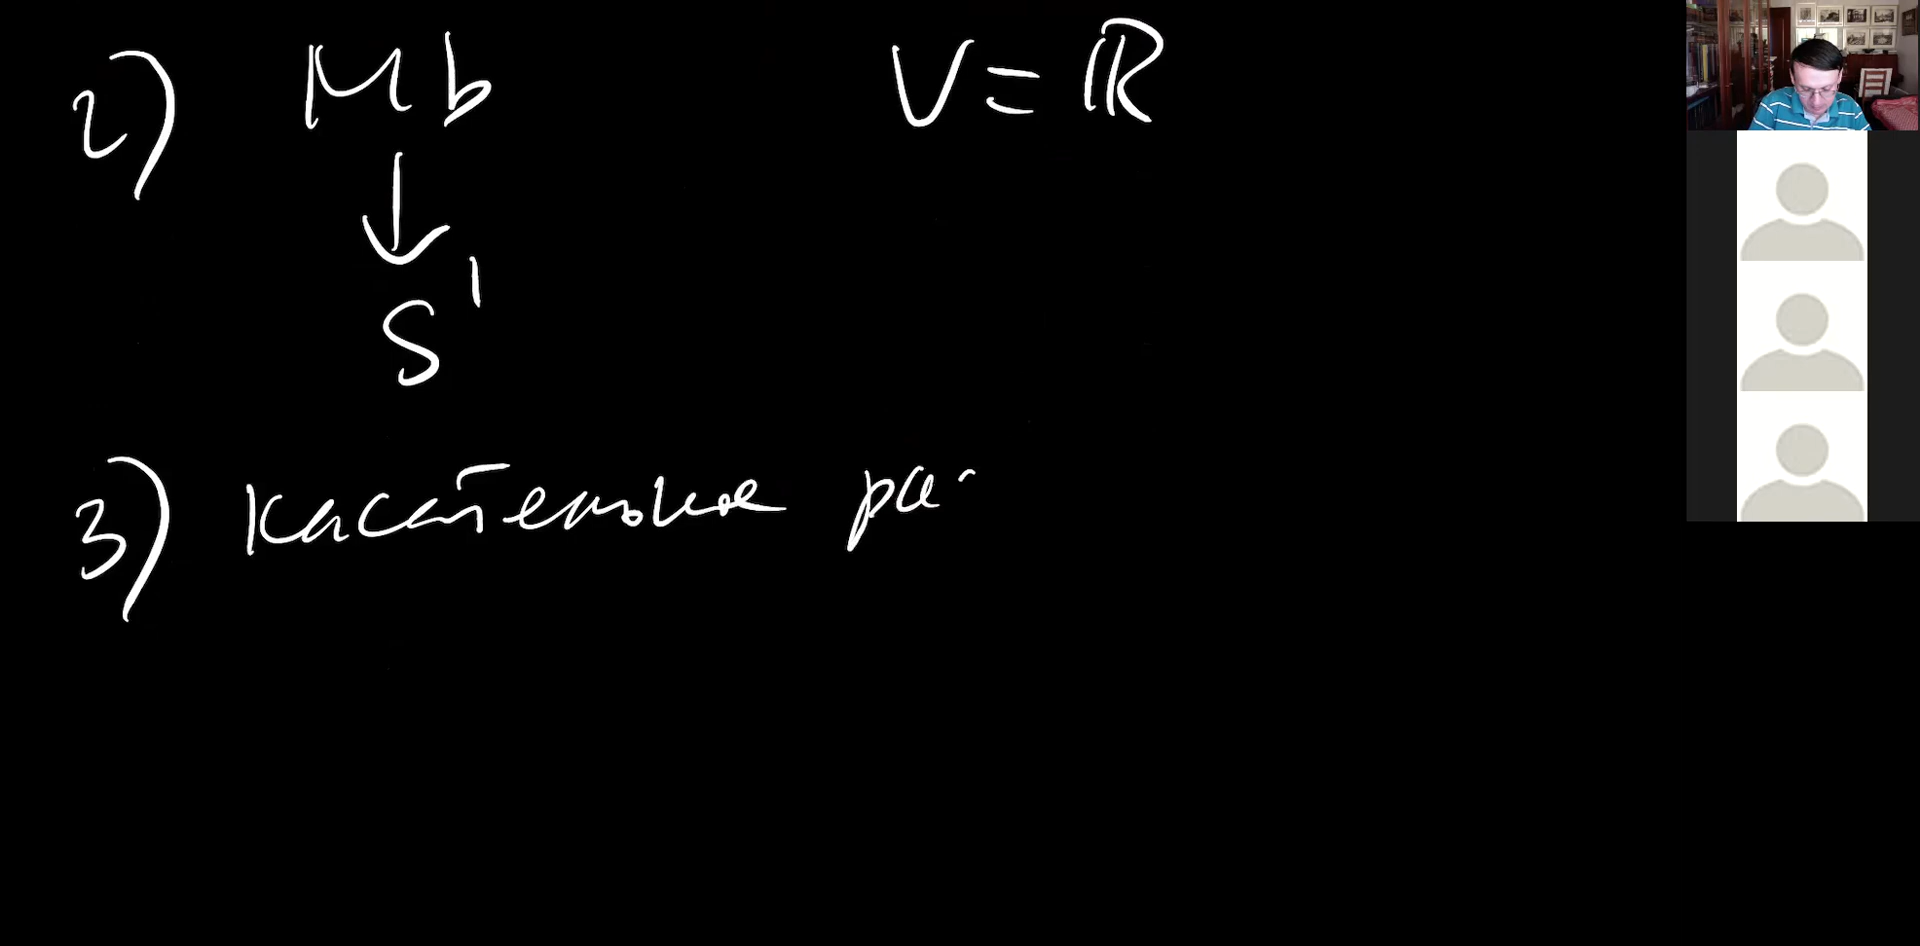 2) Mb V = ℝ
↓
S¹
3) касательное ра